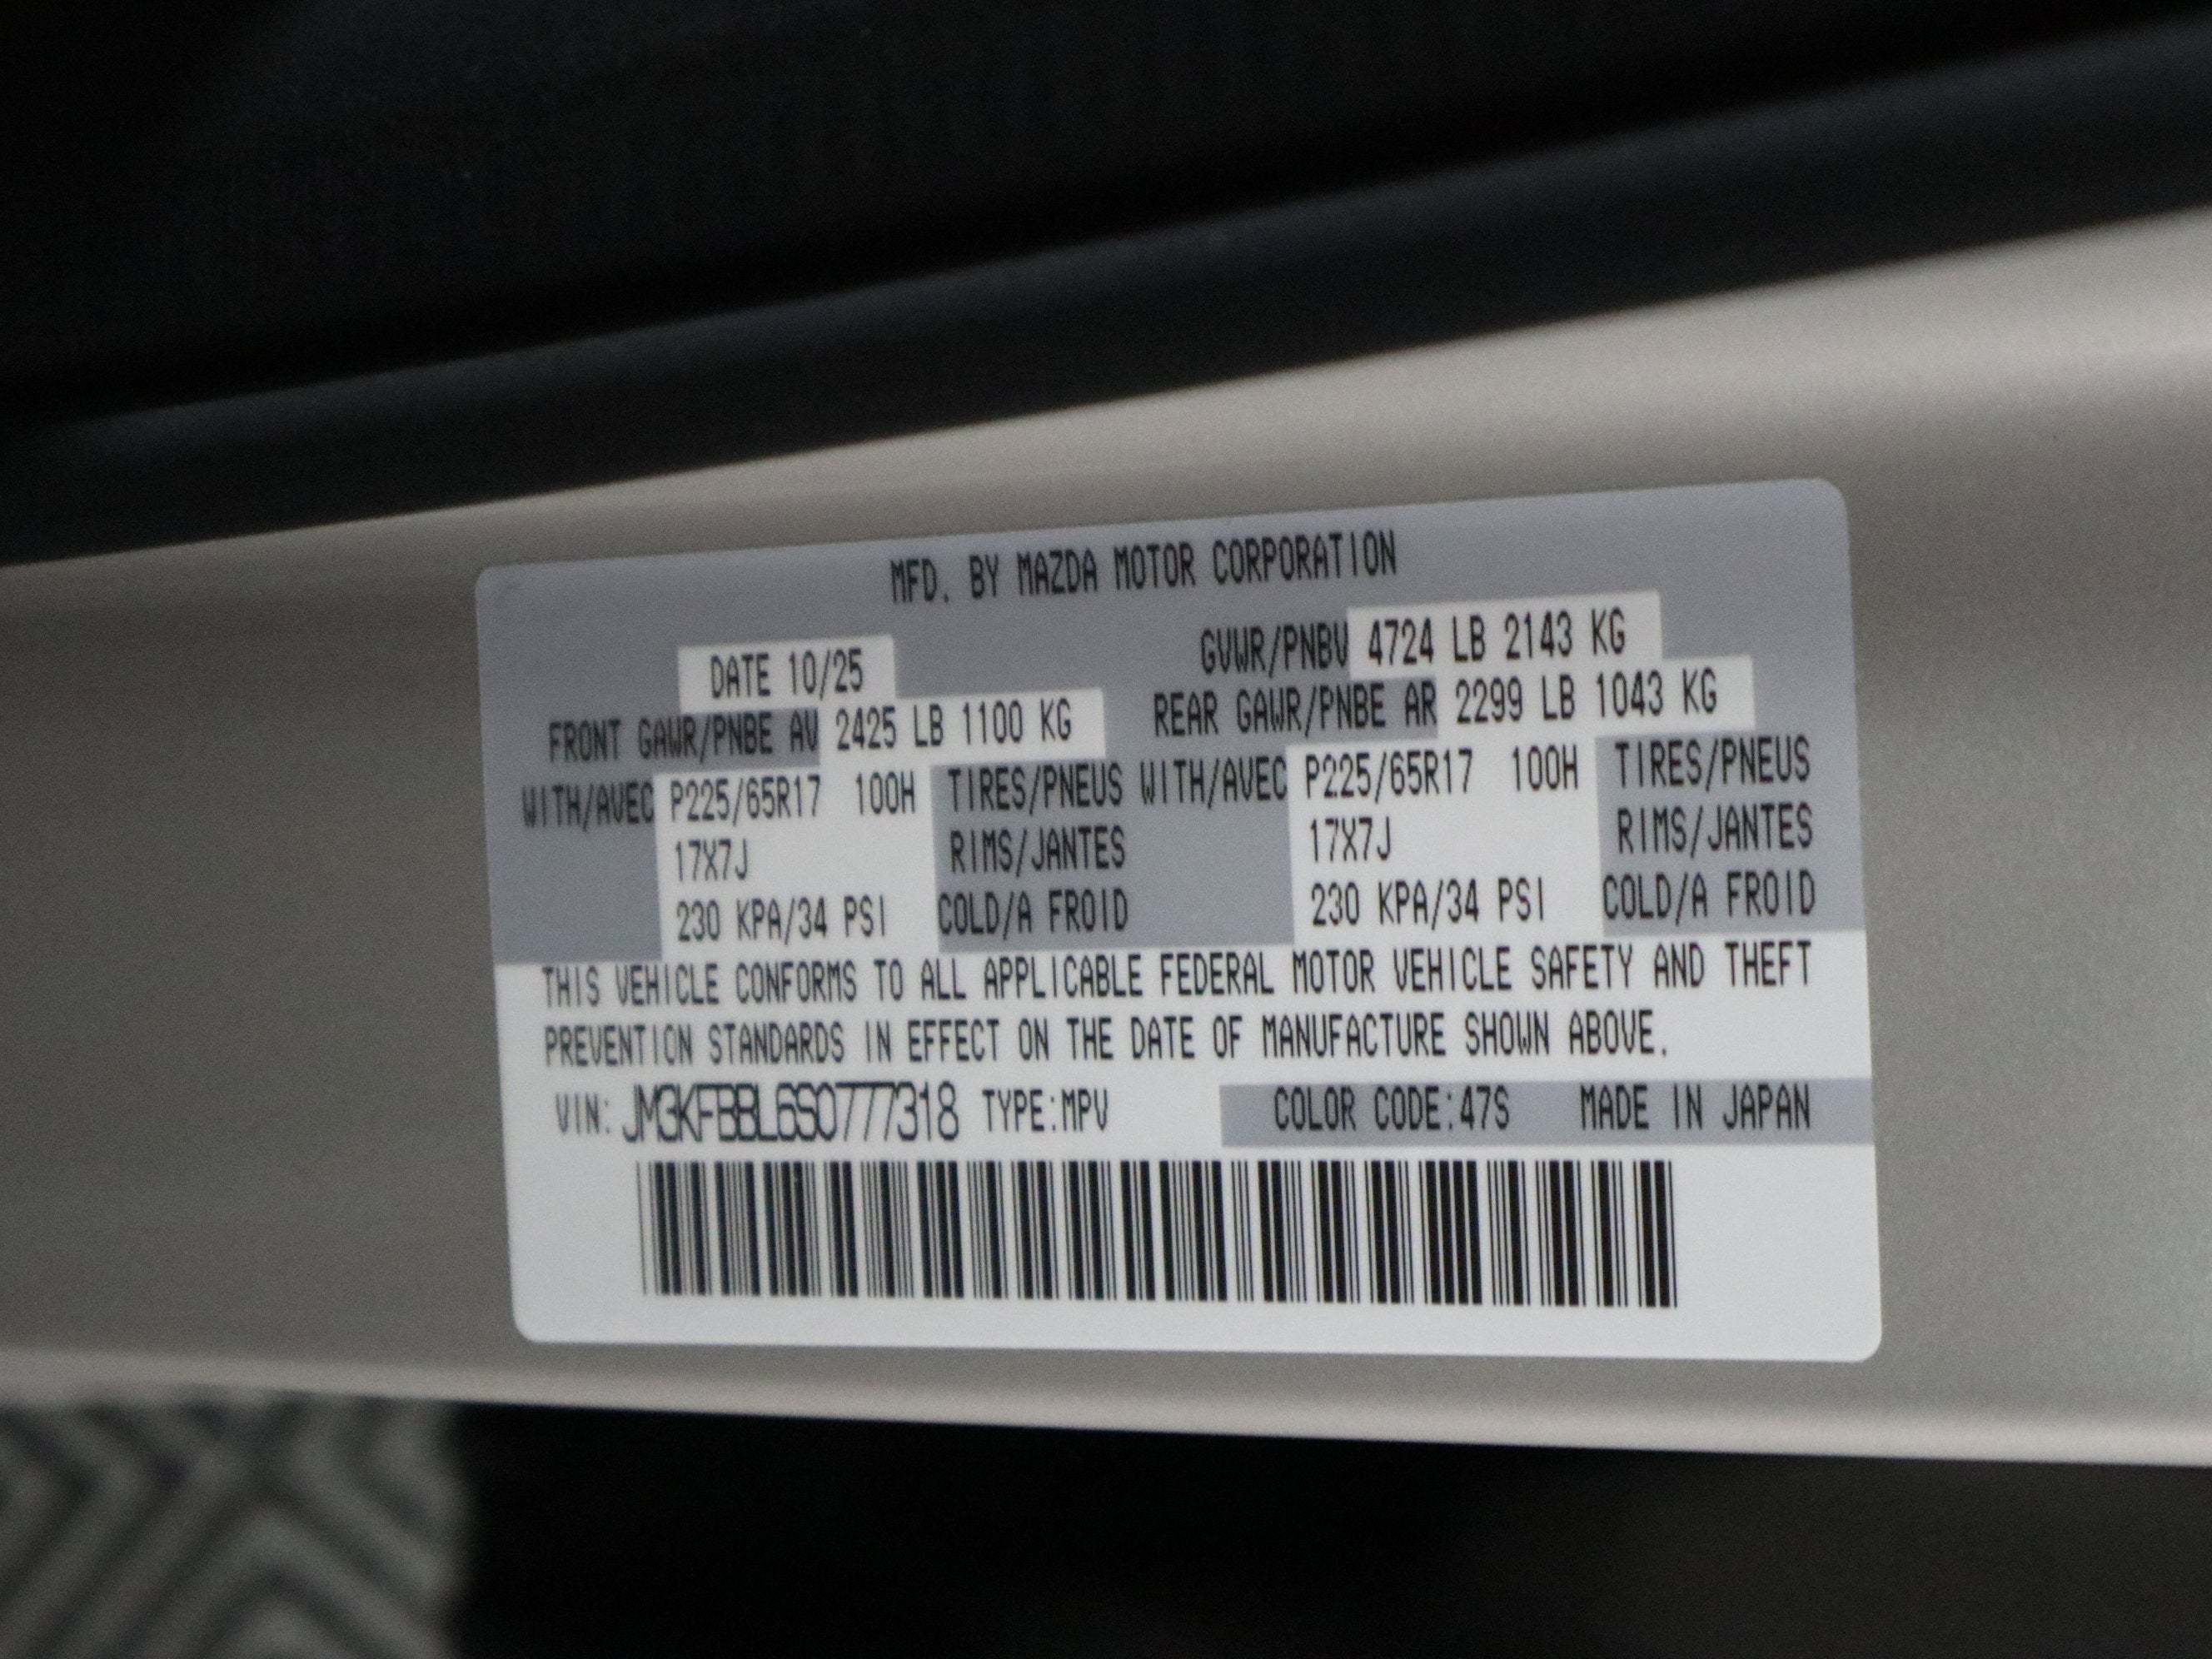 MFD. BY MAZDA MOTOR CORPORATION
DATE 10/25 GVWR/PNBV 4724 LB 2143 KG
FRONT GAWR/PNBE AV 2425 LB 1100 KG REAR GAWR/PNBE AR 2299 LB 1043 KG
WITH/AVEC P225/65R17 100H TIRES/PNEUS WITH/AVEC P225/65R17 100H TIRES/PNEUS
17X7J RIMS/JANTES 17X7J RIMS/JANTES
230 KPA/34 PSI COLD/A FROID 230 KPA/34 PSI COLD/A FROID
THIS VEHICLE CONFORMS TO ALL APPLICABLE FEDERAL MOTOR VEHICLE SAFETY AND THEFT
PREVENTION STANDARDS IN EFFECT ON THE DATE OF MANUFACTURE SHOWN ABOVE.
VIN: JM3KFBBL6S0777318 TYPE:MPV COLOR CODE:47S MADE IN JAPAN